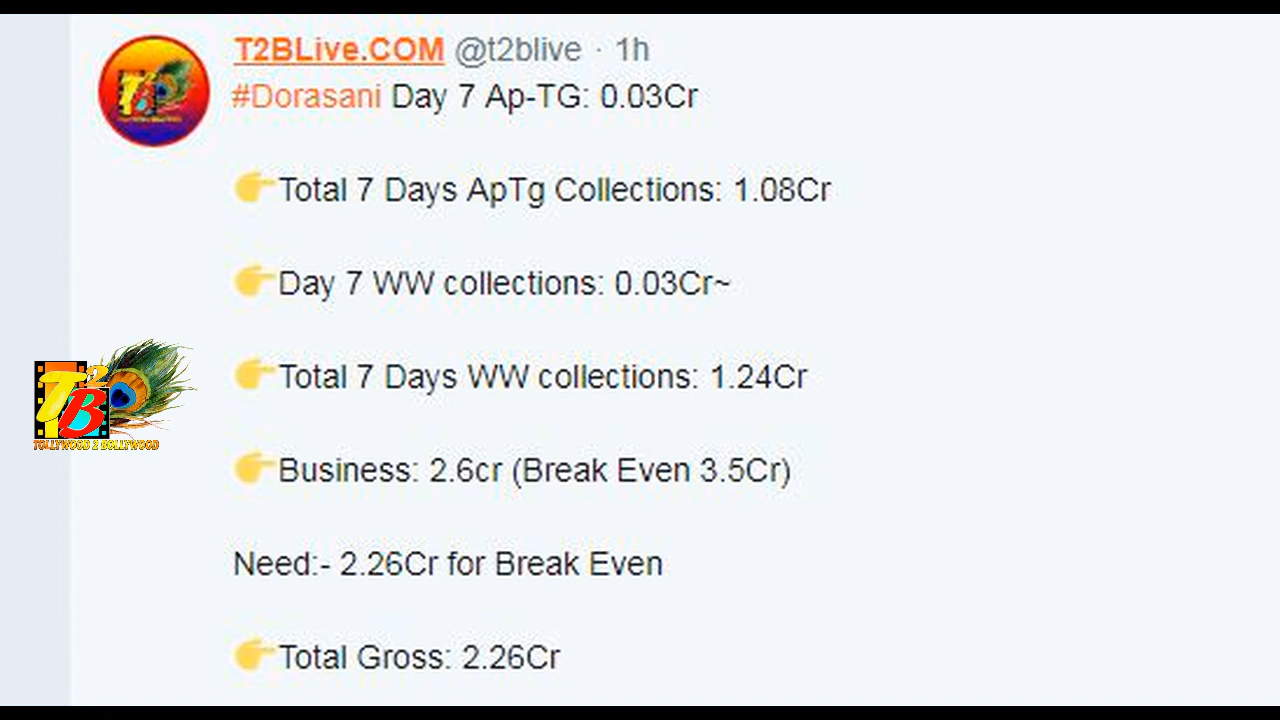 T2BLive.COM @t2blive · 1h
#Dorasani Day 7 Ap-TG: 0.03Cr
👉Total 7 Days ApTg Collections: 1.08Cr
👉Day 7 WW collections: 0.03Cr~
👉Total 7 Days WW collections: 1.24Cr
T2B
TOLLYWOOD 2 BOLLYWOOD
👉Business: 2.6cr (Break Even 3.5Cr)
Need:- 2.26Cr for Break Even
👉Total Gross: 2.26Cr